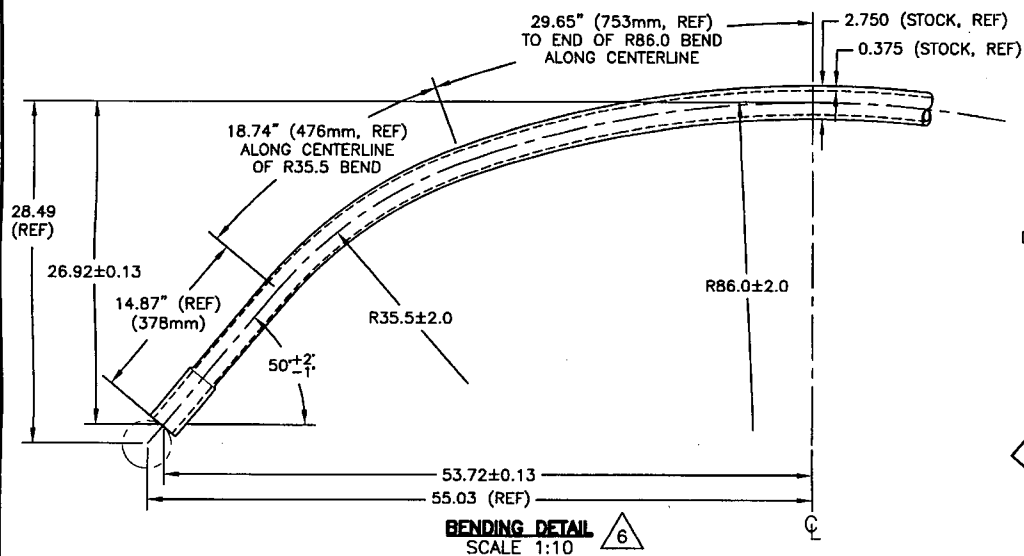 29.65" (753mm, REF)
TO END OF R86.0 BEND
ALONG CENTERLINE
2.750 (STOCK, REF)
0.375 (STOCK, REF)
18.74" (476mm, REF)
ALONG CENTERLINE
OF R35.5 BEND
28.49
(REF)
26.92±0.13
14.87" (REF)
(378mm)
R35.5±2.0
R86.0±2.0
50°+2°
-1°
53.72±0.13
55.03 (REF)
BENDING DETAIL 6
SCALE 1:10
℄